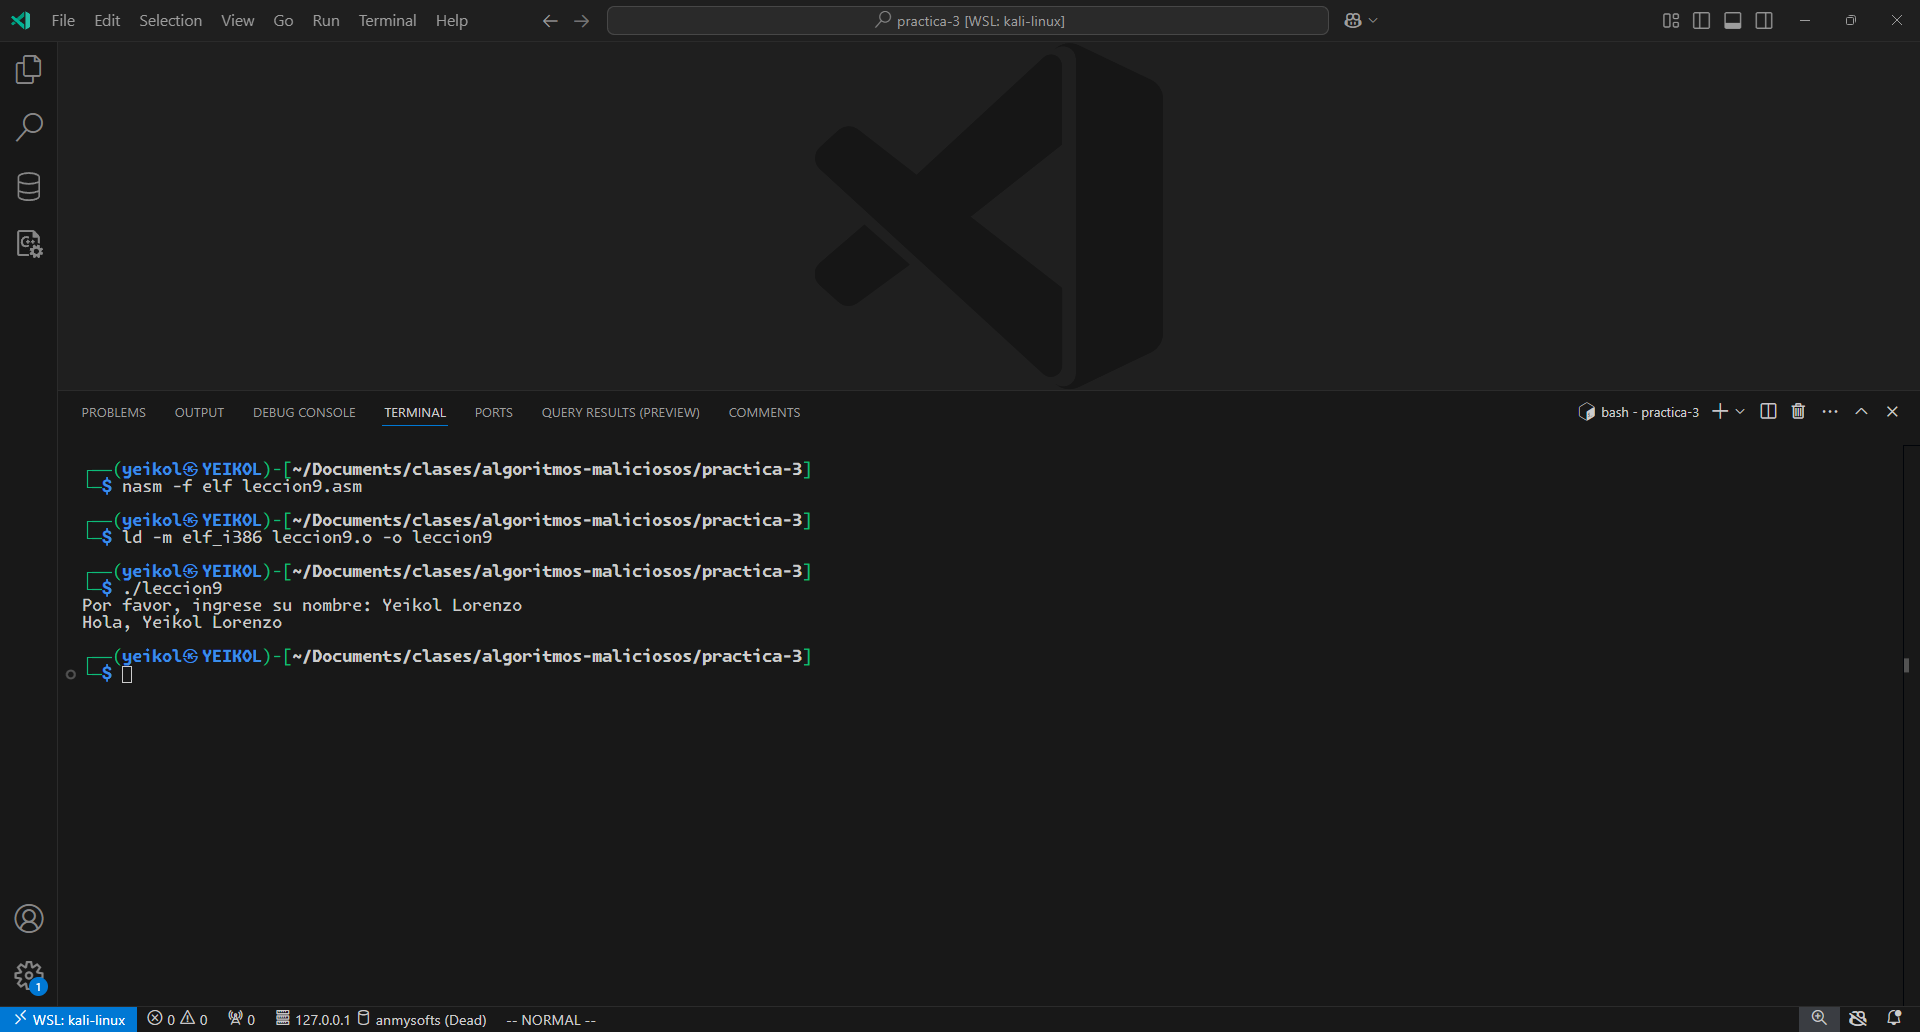 File Edit Selection View Go Run Terminal Help
practica-3 [WSL: kali-linux]
PROBLEMS OUTPUT DEBUG CONSOLE TERMINAL PORTS QUERY RESULTS (PREVIEW) COMMENTS
bash - practica-3
┌──(yeikol㉿YEIKOL)-[~/Documents/clases/algoritmos-maliciosos/practica-3]
└─$ nasm -f elf leccion9.asm
┌──(yeikol㉿YEIKOL)-[~/Documents/clases/algoritmos-maliciosos/practica-3]
└─$ ld -m elf_i386 leccion9.o -o leccion9
┌──(yeikol㉿YEIKOL)-[~/Documents/clases/algoritmos-maliciosos/practica-3]
└─$ ./leccion9
Por favor, ingrese su nombre: Yeikol Lorenzo
Hola, Yeikol Lorenzo
┌──(yeikol㉿YEIKOL)-[~/Documents/clases/algoritmos-maliciosos/practica-3]
└─$
1
WSL: kali-linux 0 0 0 127.0.0.1 anmysofts (Dead) -- NORMAL --